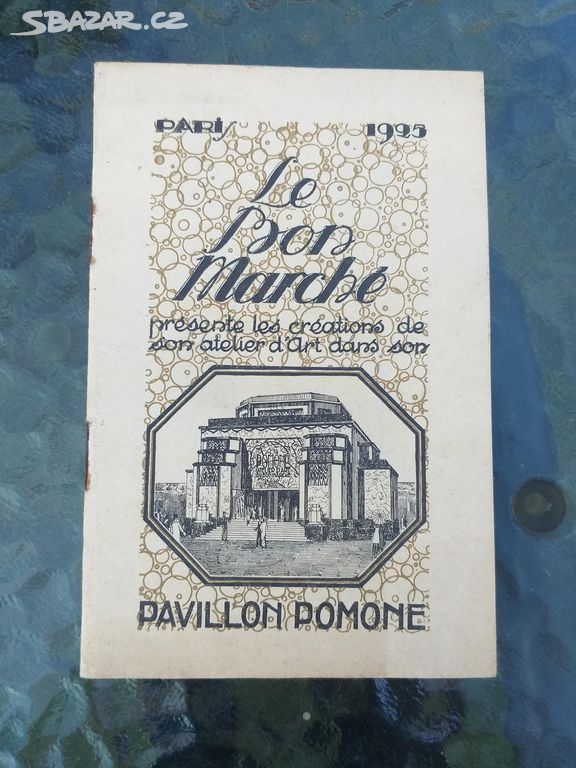 SBAZAR.CZ
PARIS 1925
Le
Bon
Marché
présente les créations de
son atelier d'Art dans son
PAVILLON POMONE